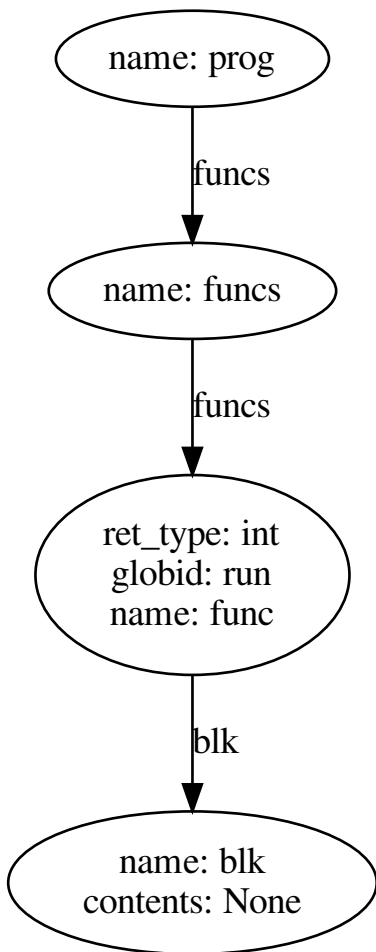 name: prog
funcs
name: funcs
funcs
ret_type: int
globid: run
name: func
blk
name: blk
contents: None